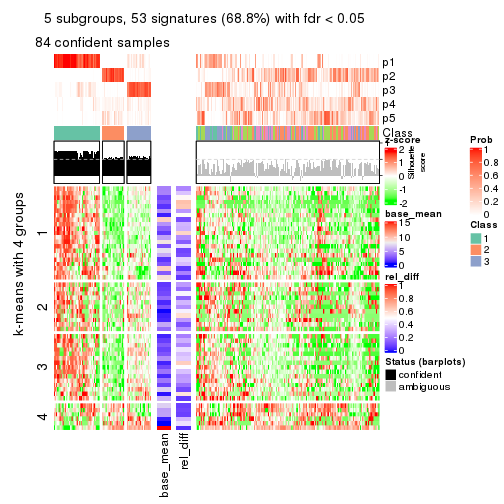 5 subgroups, 53 signatures (68.8%) with fdr < 0.05
84 confident samples
p1
p2
p3
p4
p5
Class
k-means with 4 groups
1
2
3
4
base_mean
rel_diff
Silhouette
score
z-score
2
1
0
-1
-2
base_mean
15
10
5
0
rel_diff
1
0.8
0.6
0.4
0.2
0
Status (barplots)
confident
ambiguous
Prob
1
0.8
0.6
0.4
0.2
0
Class
1
2
3